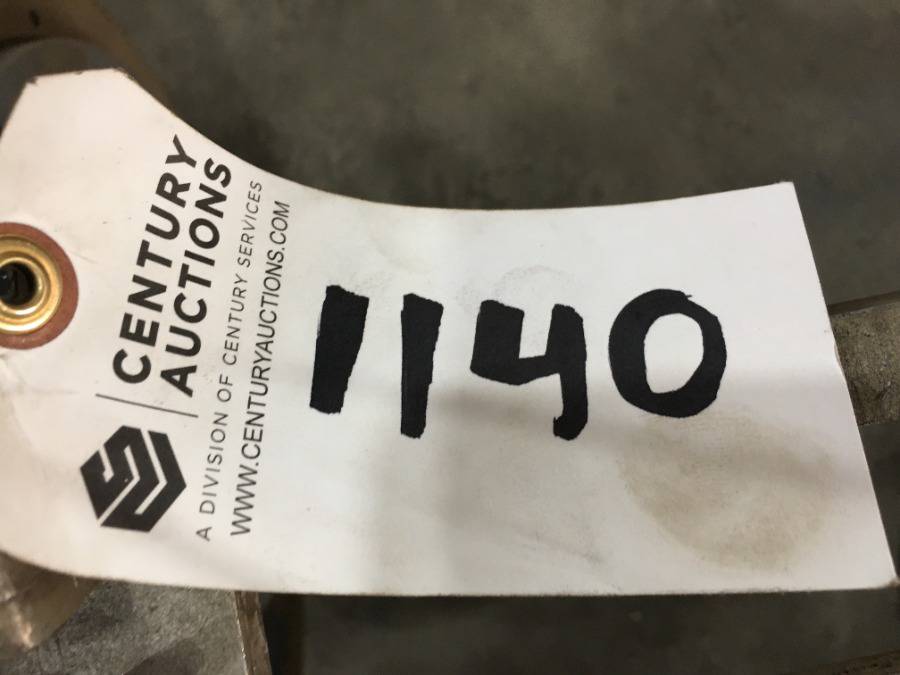 CENTURY
AUCTIONS
A DIVISION OF CENTURY SERVICES
WWW.CENTURYAUCTIONS.COM
1140